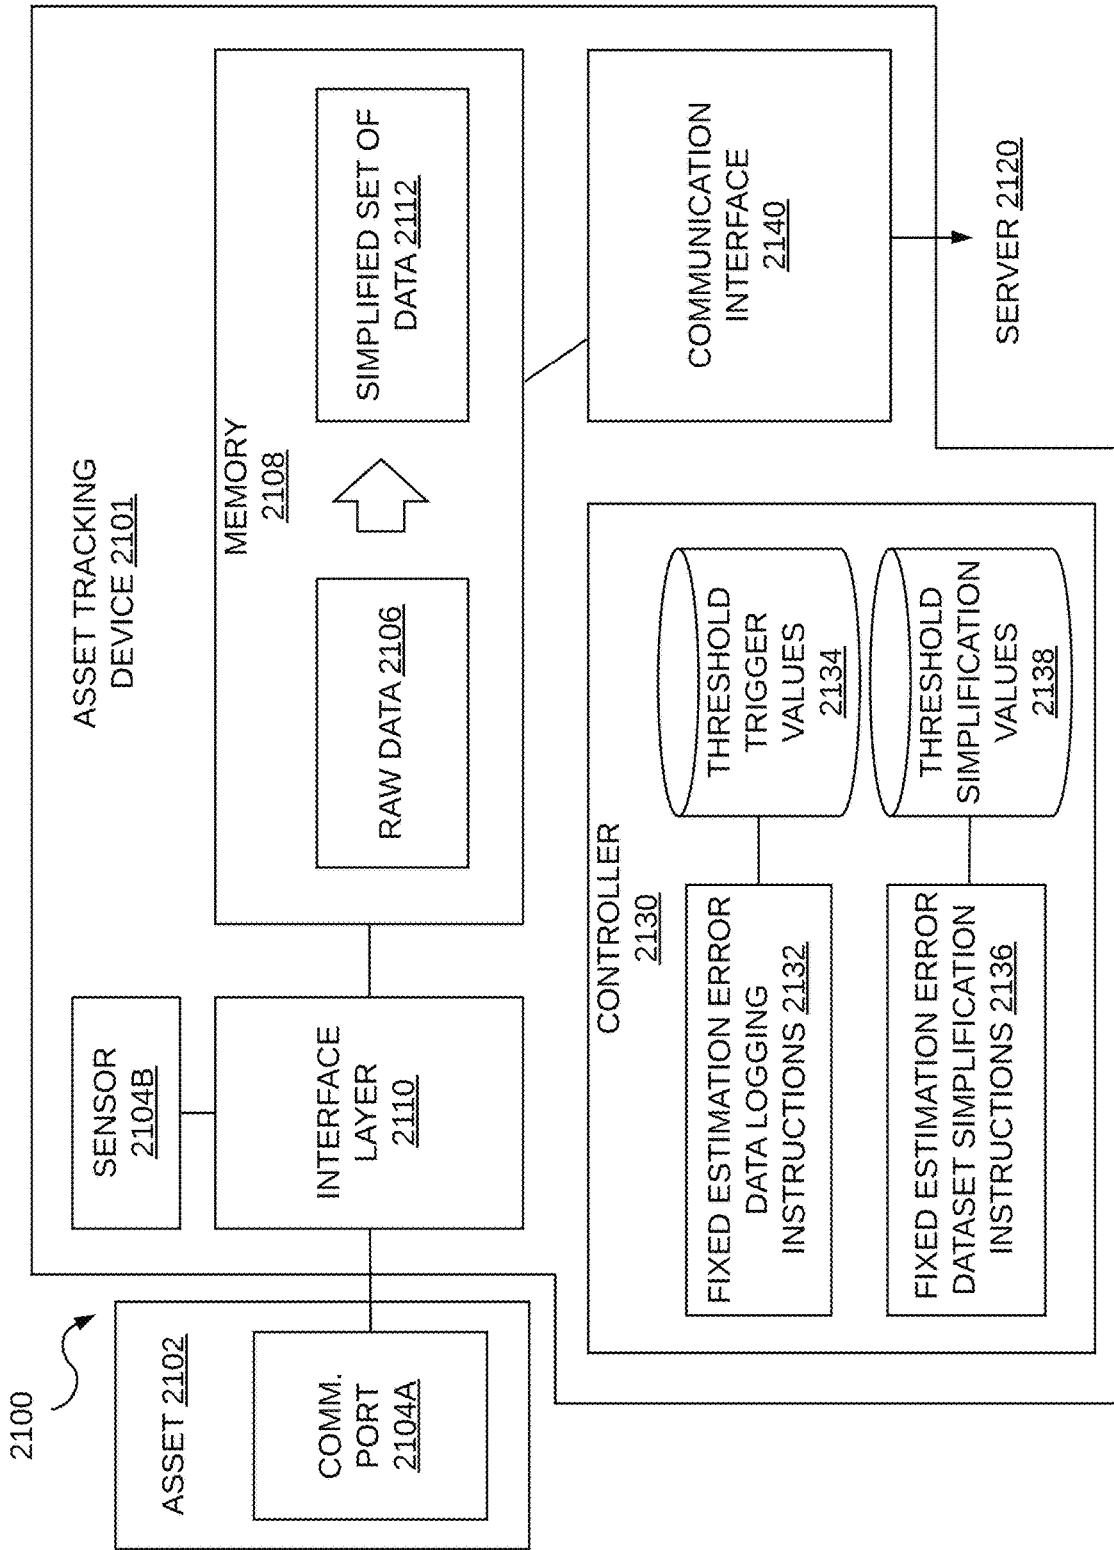 2100
ASSET 2102
COMM.
PORT
2104A
ASSET TRACKING
DEVICE 2101
SENSOR
2104B
INTERFACE
LAYER
2110
MEMORY
2108
RAW DATA 2106
SIMPLIFIED SET OF
DATA 2112
CONTROLLER
2130
FIXED ESTIMATION ERROR
DATA LOGGING
INSTRUCTIONS 2132
THRESHOLD
TRIGGER
VALUES
2134
FIXED ESTIMATION ERROR
DATASET SIMPLIFICATION
INSTRUCTIONS 2136
THRESHOLD
SIMPLIFICATION
VALUES
2138
COMMUNICATION
INTERFACE
2140
SERVER 2120